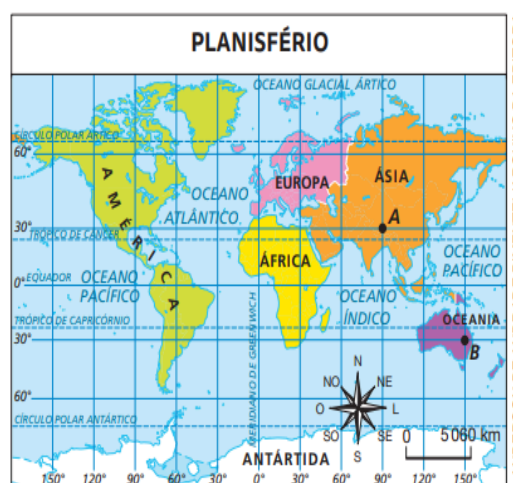 PLANISFÉRIO
OCEANO GLACIAL ÁRTICO
CÍRCULO POLAR ÁRTICO
60°
EUROPA
ÁSIA
AMÉRICA
OCEANO
ATLÂNTICO
A
30°
TRÓPICO DE CÂNCER
OCEANO
PACÍFICO
ÁFRICA
EQUADOR
0°
OCEANO
PACÍFICO
OCEANO
ÍNDICO
TRÓPICO DE CAPRICÓRNIO
OCEANIA
30°
B
MERIDIANO DE GREEN WICH
N
NO
NE
60°
O
L
CÍRCULO POLAR ANTÁRTICO
SO
SE
S
0
5060 km
ANTÁRTIDA
150° 120° 90° 60° 30° 0° 30° 60° 90° 120° 150°